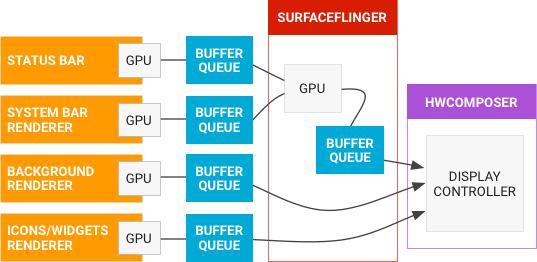 SURFACEFLINGER
STATUS BAR
GPU
BUFFER
QUEUE
GPU
HWCOMPOSER
SYSTEM BAR
RENDERER
GPU
BUFFER
QUEUE
BUFFER
QUEUE
DISPLAY
CONTROLLER
BACKGROUND
RENDERER
GPU
BUFFER
QUEUE
ICONS/WIDGETS
RENDERER
GPU
BUFFER
QUEUE